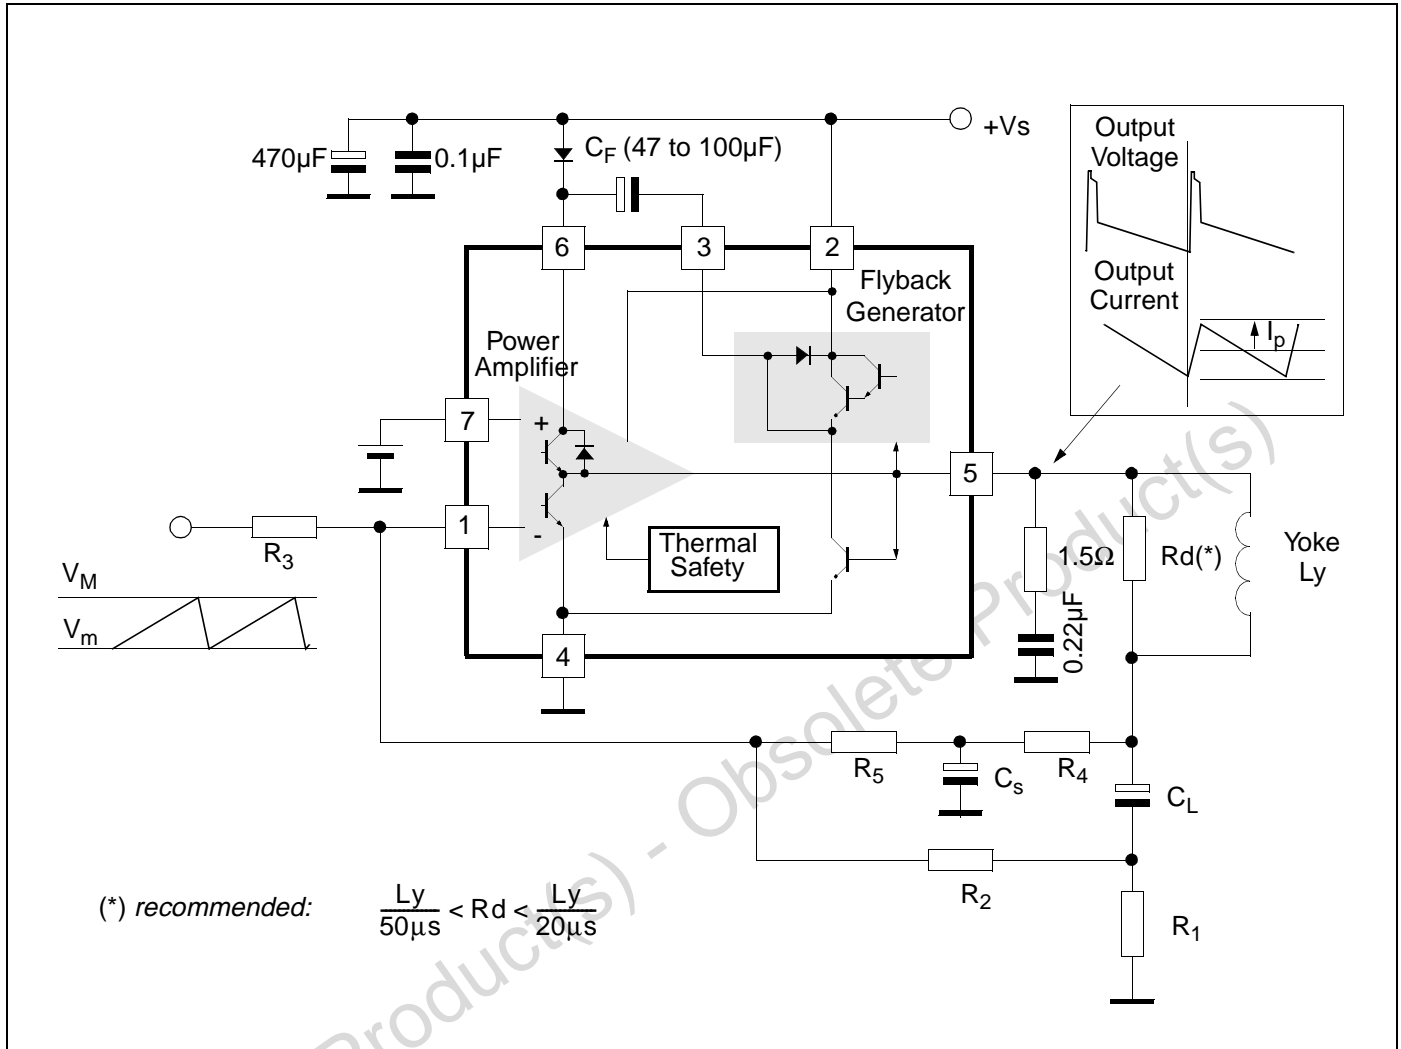 +Vs
470µF
0.1µF
C_F (47 to 100µF)
Output
Voltage
6
3
2
Output
Current
I_p
Flyback
Generator
Power
Amplifier
7
+
5
1
-
R_3
Thermal
Safety
1.5Ω
Rd(*)
Yoke
Ly
V_M
V_m
0.22µF
4
R_5
C_s
R_4
C_L
R_2
R_1
(*) recommended: Ly/50µs < Rd < Ly/20µs
Product(s) - Obsolete Product(s)